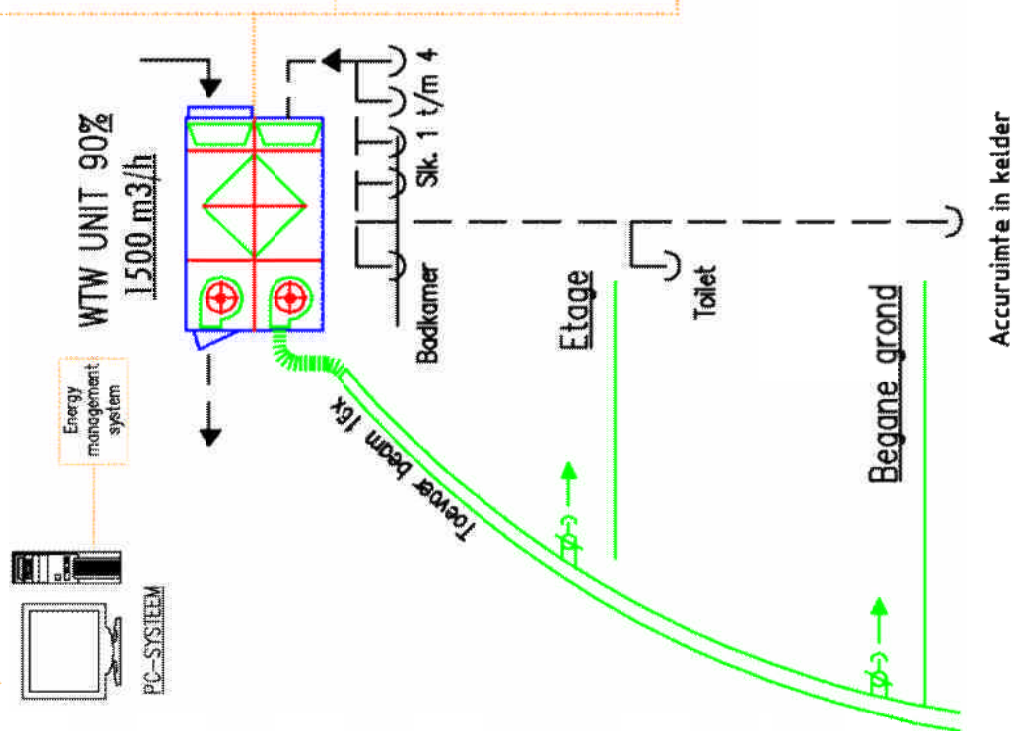 WTW UNIT 90%
1500 m3/h
Energy
management
system
PC-SYSTEEM
Slk. 1 t/m 4
Badkamer
Toevoer beam 16x
Etage
Toilet
Begane grond
Accuruimte in kelder